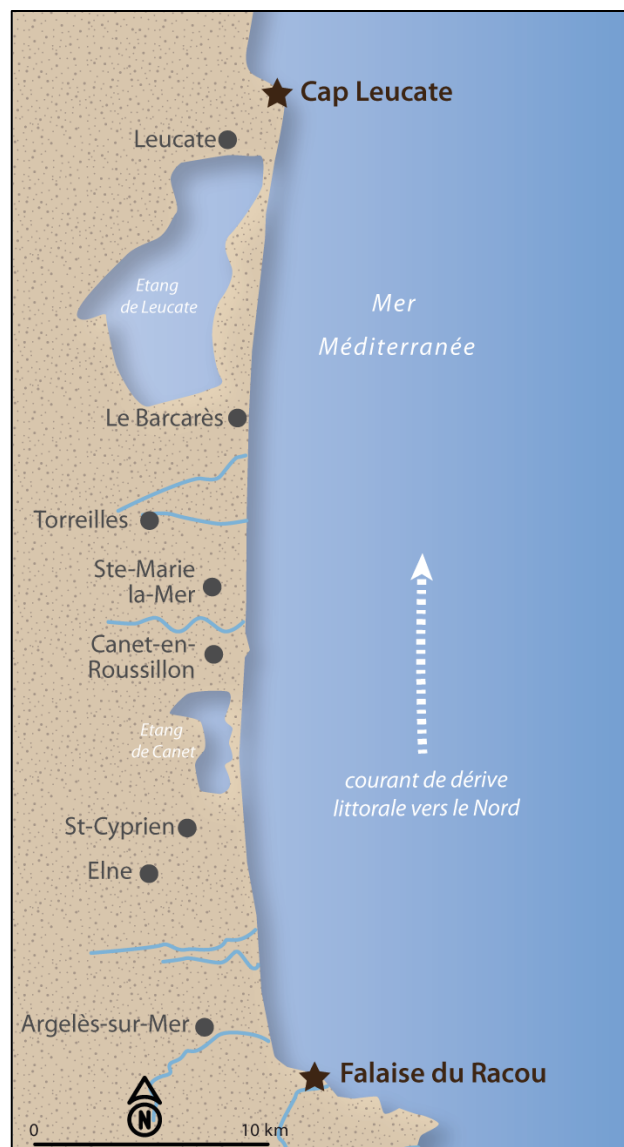 Cap Leucate
Leucate
Etang
de Leucate
Mer
Méditerranée
Le Barcarès
Torreilles
Ste-Marie
la-Mer
Canet-en-
Roussillon
Etang
de Canet
courant de dérive
littorale vers le Nord
St-Cyprien
Elne
Argelès-sur-Mer
Falaise du Racou
N
0 10 km